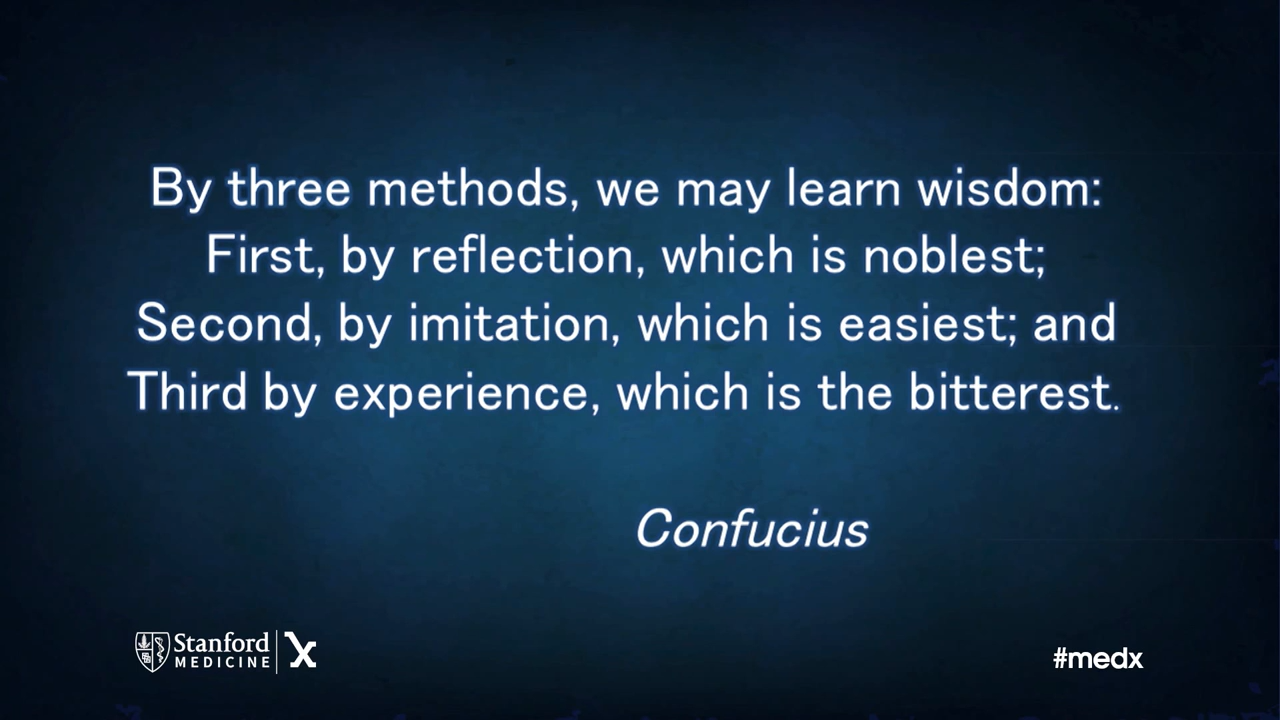 By three methods, we may learn wisdom:
First, by reflection, which is noblest;
Second, by imitation, which is easiest; and
Third by experience, which is the bitterest.
Confucius
Stanford
MEDICINE
X
#medx